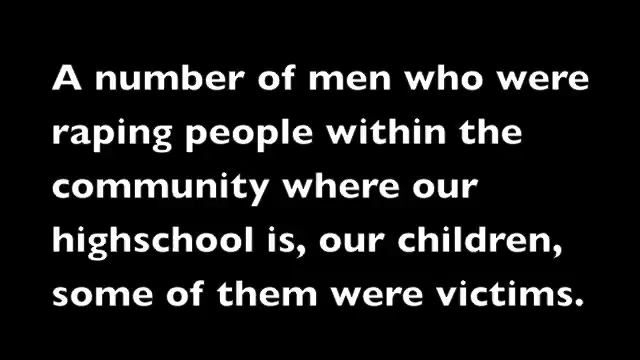 A number of men who were
raping people within the
community where our
highschool is, our children,
some of them were victims.